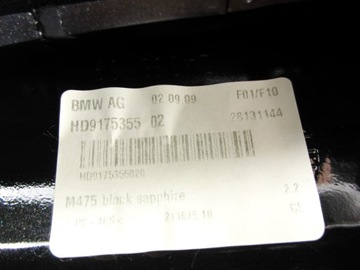 BMW AG 02.09.09 F01/F10
HD9175355 02 28131144
HD9175355020
M475 black sapphire 2.2